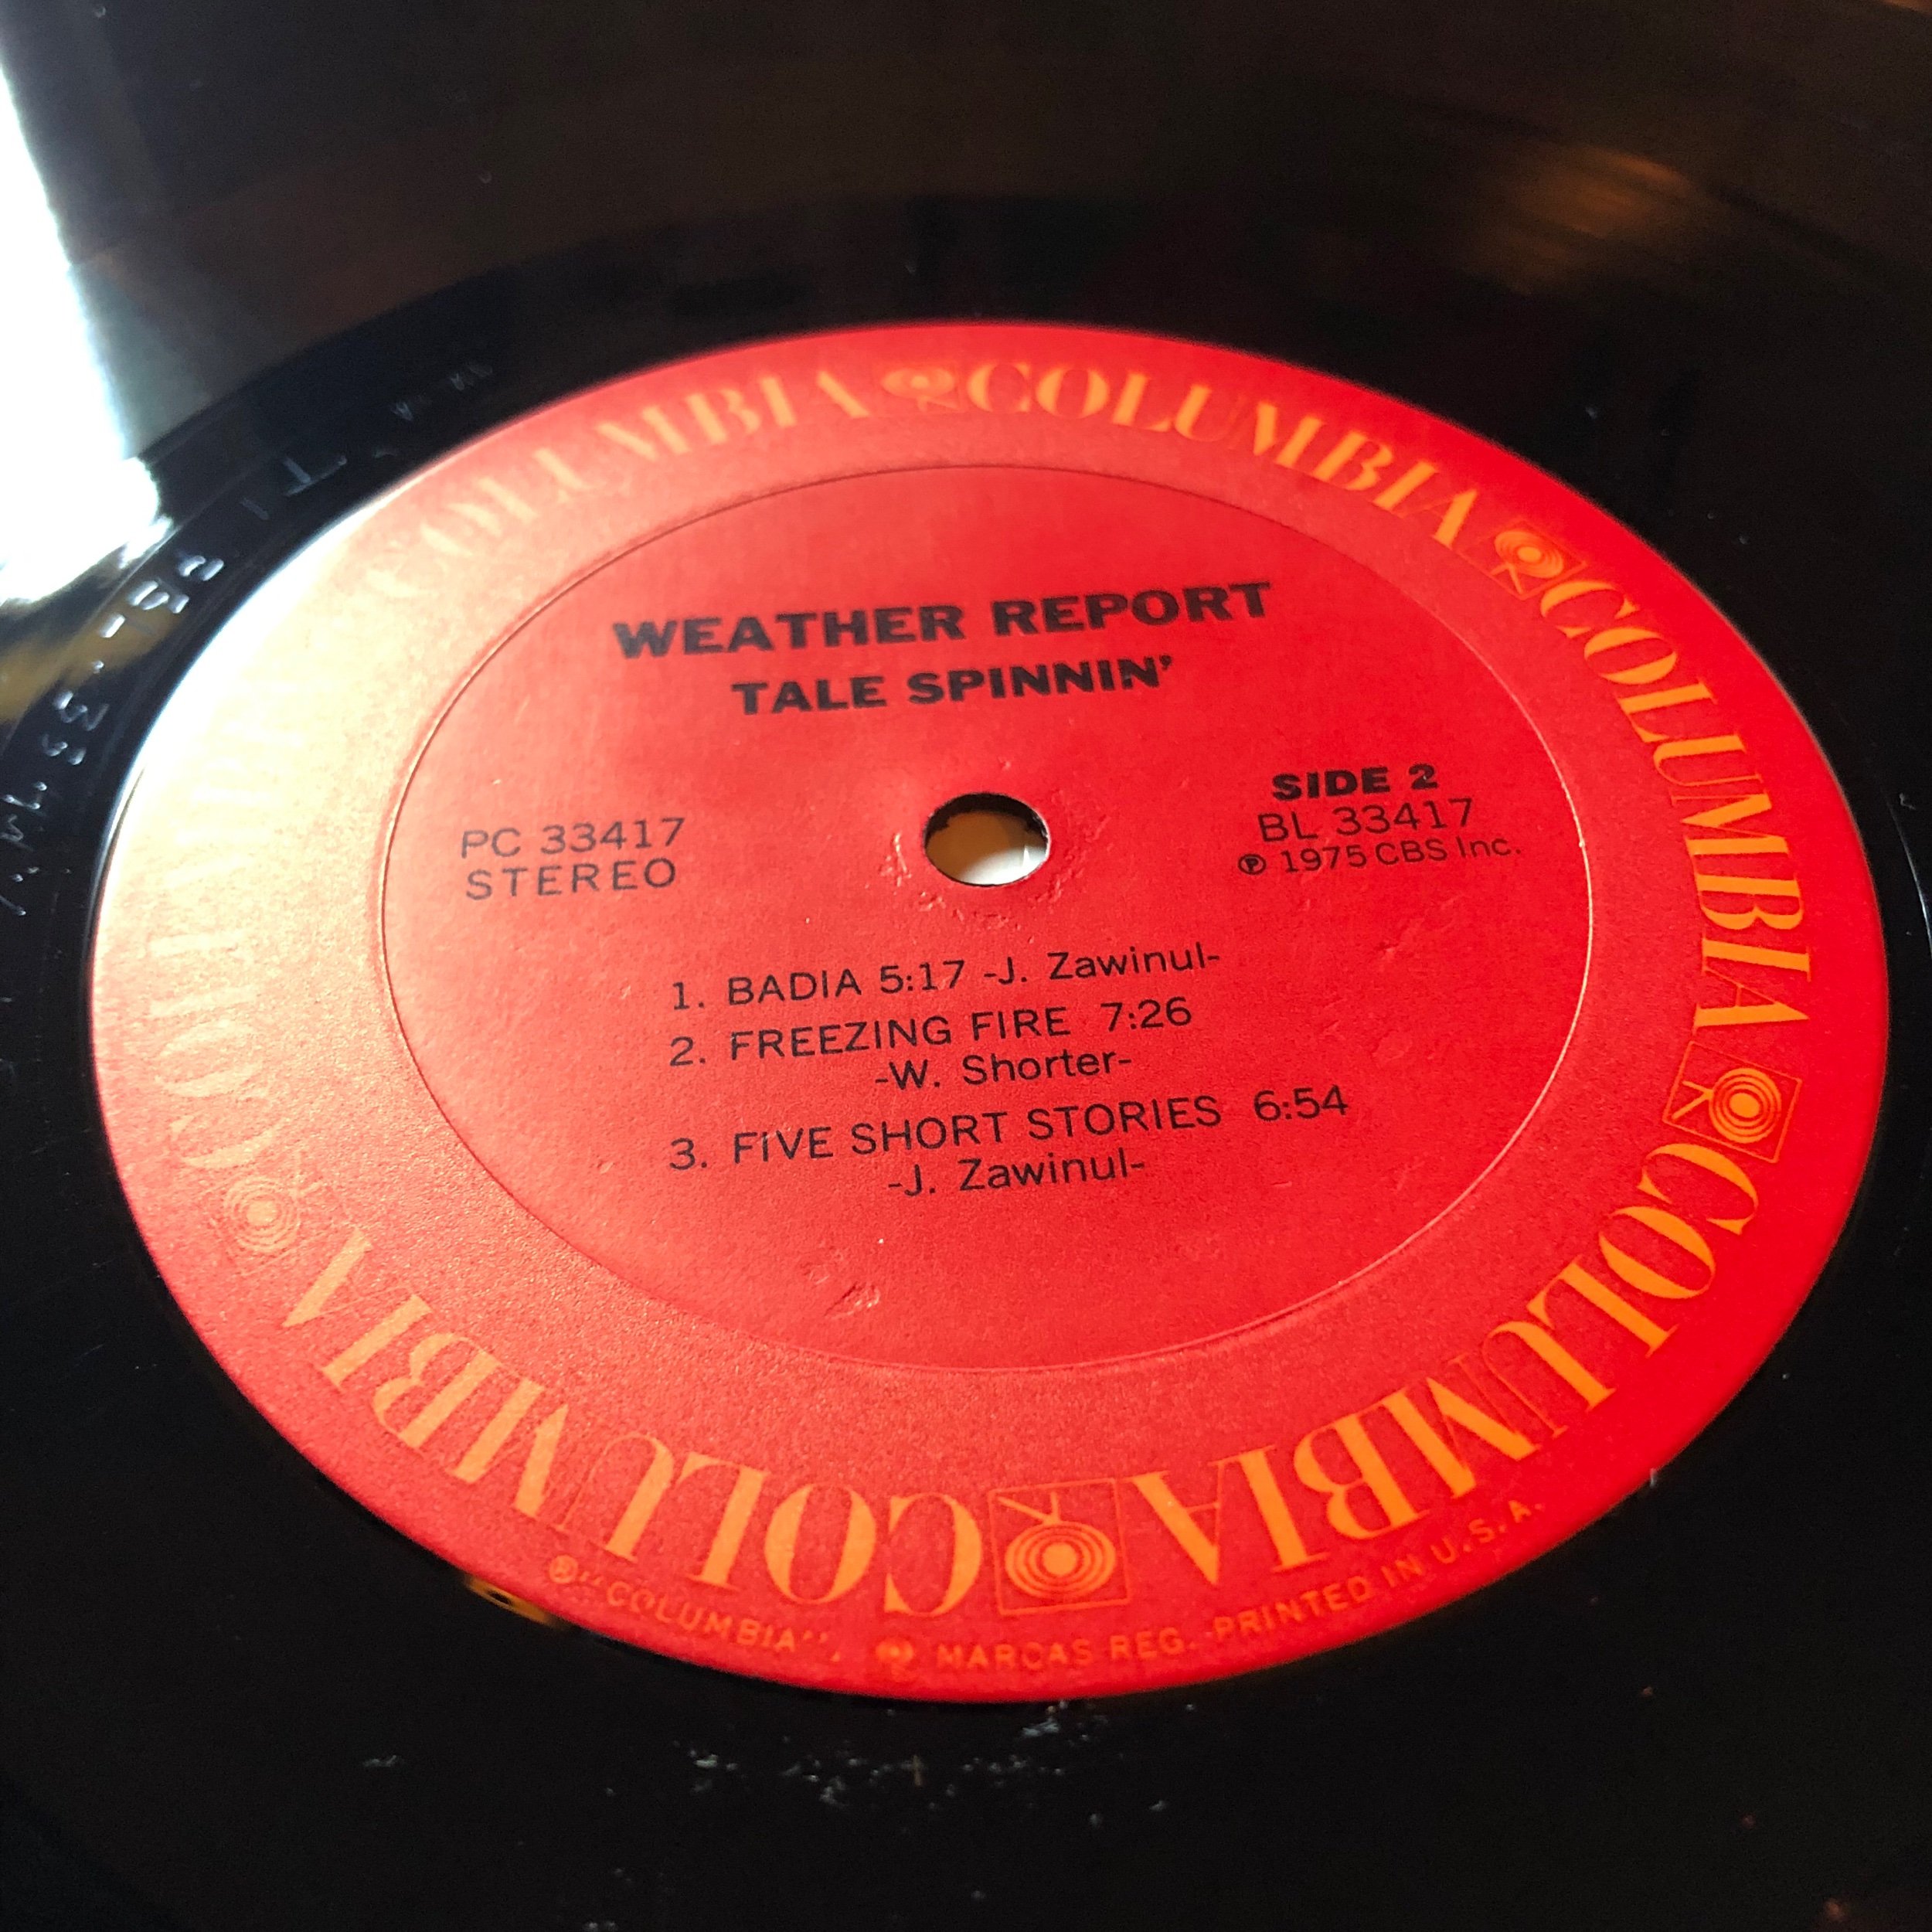 COLUMBIA COLUMBIA COLUMBIA COLUMBIA COLUMBIA COLUMBIA
WEATHER REPORT
TALE SPINNIN’
PC 33417
STEREO
SIDE 2
BL 33417
℗ 1975 CBS Inc.
1. BADIA 5:17 -J. Zawinul-
2. FREEZING FIRE 7:26
-W. Shorter-
3. FIVE SHORT STORIES 6:54
-J. Zawinul-
®“COLUMBIA”, MARCAS REG. PRINTED IN U.S.A.